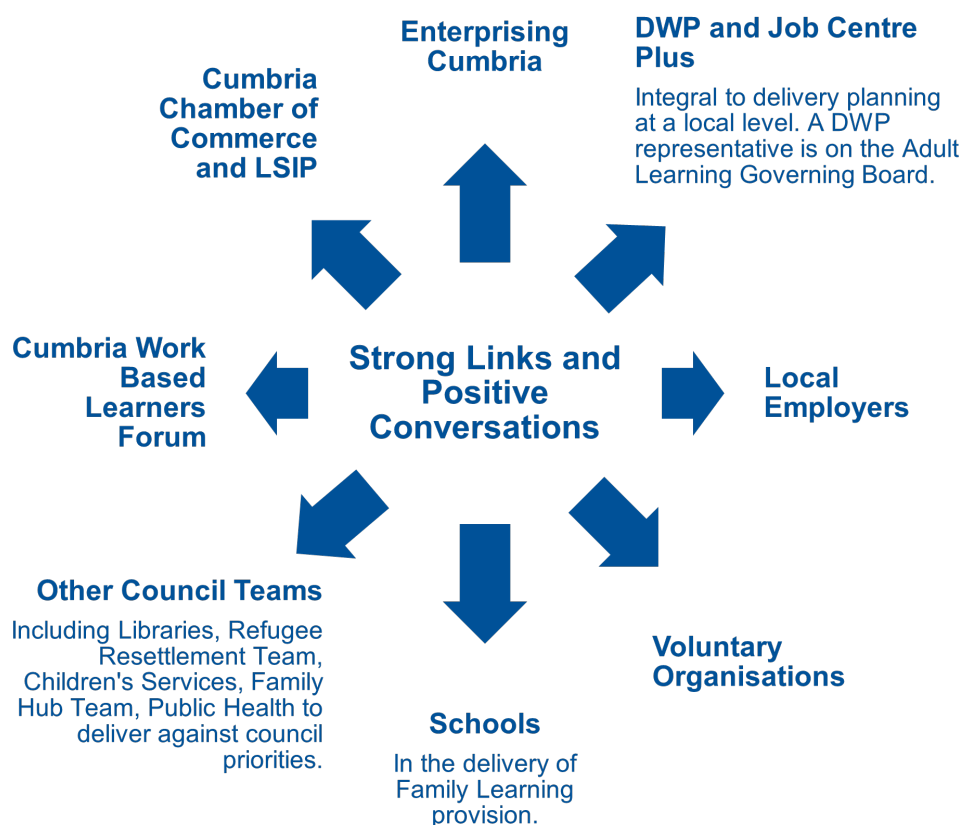 Enterprising
Cumbria
DWP and Job Centre
Plus
Integral to delivery planning
at a local level. A DWP
representative is on the Adult
Learning Governing Board.
Cumbria
Chamber of
Commerce
and LSIP
Cumbria Work
Based
Learners
Forum
Strong Links and
Positive
Conversations
Local
Employers
Other Council Teams
Including Libraries, Refugee
Resettlement Team,
Children's Services, Family
Hub Team, Public Health to
deliver against council
priorities.
Voluntary
Organisations
Schools
In the delivery of
Family Learning
provision.